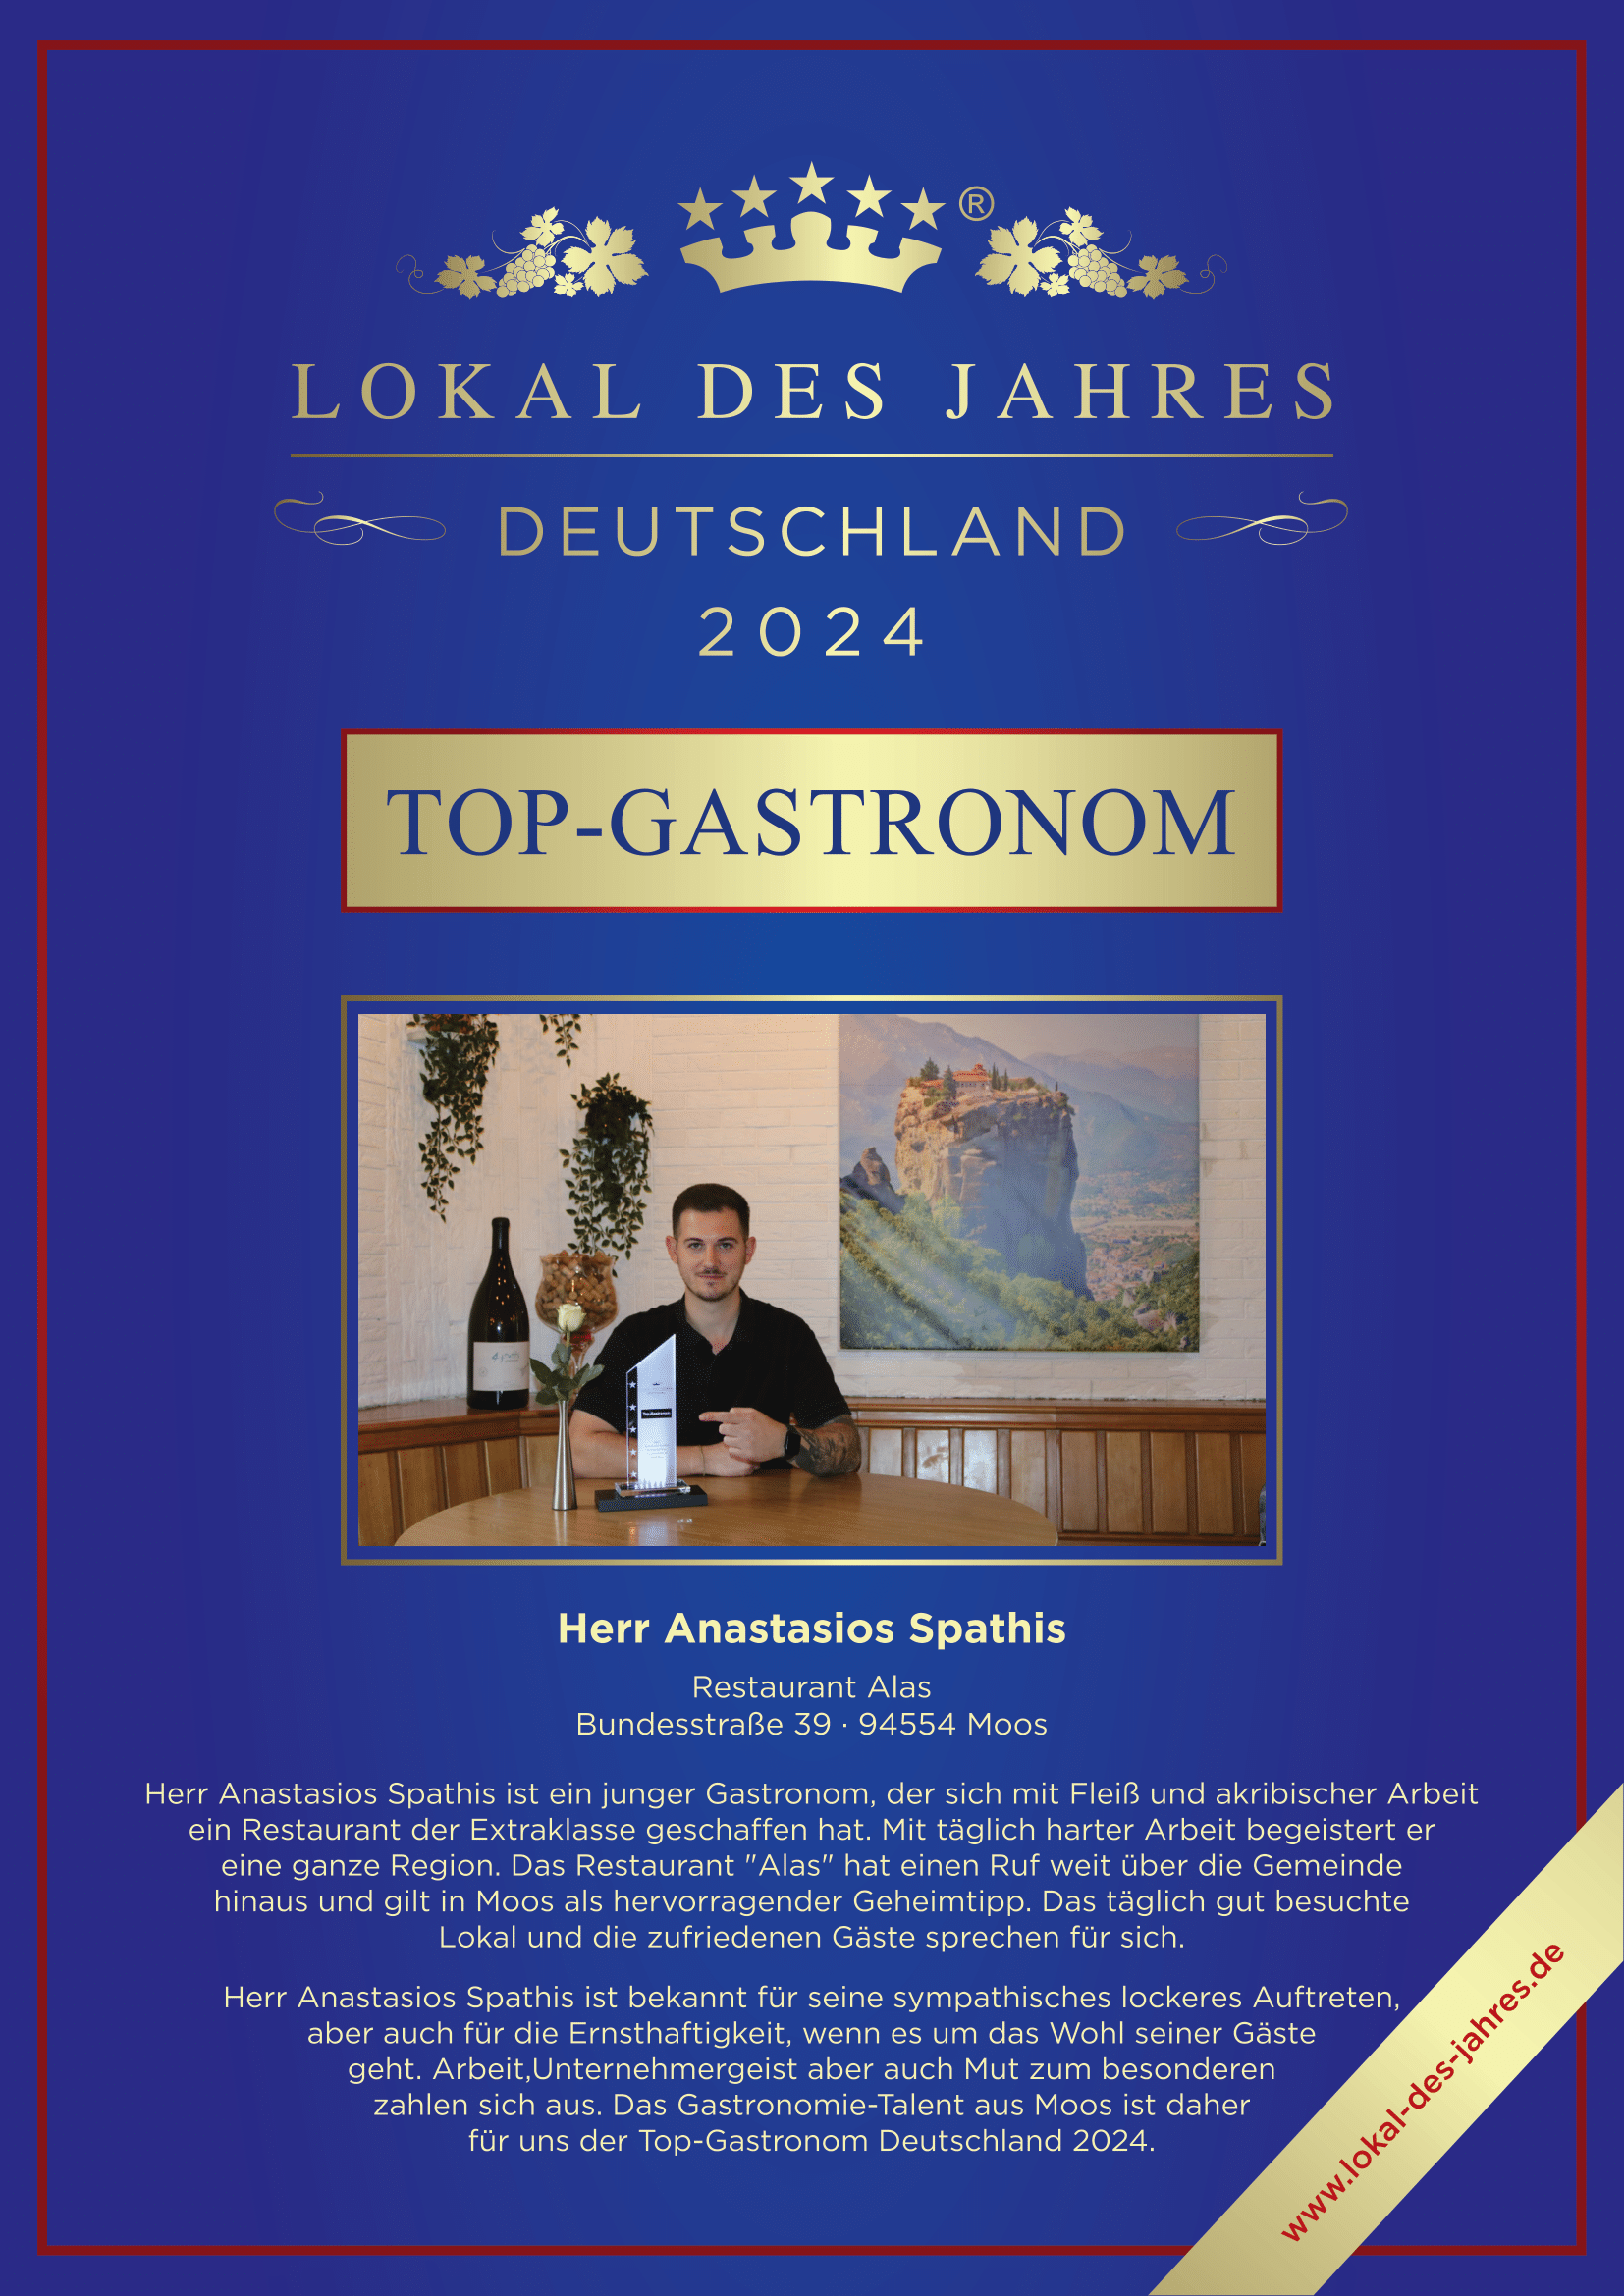 ®
LOKAL DES JAHRES
DEUTSCHLAND
2024
TOP-GASTRONOM
Herr Anastasios Spathis
Restaurant Alas
Bundesstraße 39 · 94554 Moos
Herr Anastasios Spathis ist ein junger Gastronom, der sich mit Fleiß und akribischer Arbeit
ein Restaurant der Extraklasse geschaffen hat. Mit täglich harter Arbeit begeistert er
eine ganze Region. Das Restaurant "Alas" hat einen Ruf weit über die Gemeinde
hinaus und gilt in Moos als hervorragender Geheimtipp. Das täglich gut besuchte
Lokal und die zufriedenen Gäste sprechen für sich.
Herr Anastasios Spathis ist bekannt für seine sympathisches lockeres Auftreten,
aber auch für die Ernsthaftigkeit, wenn es um das Wohl seiner Gäste
geht. Arbeit,Unternehmergeist aber auch Mut zum besonderen
zahlen sich aus. Das Gastronomie-Talent aus Moos ist daher
für uns der Top-Gastronom Deutschland 2024.
www.lokal-des-jahres.de